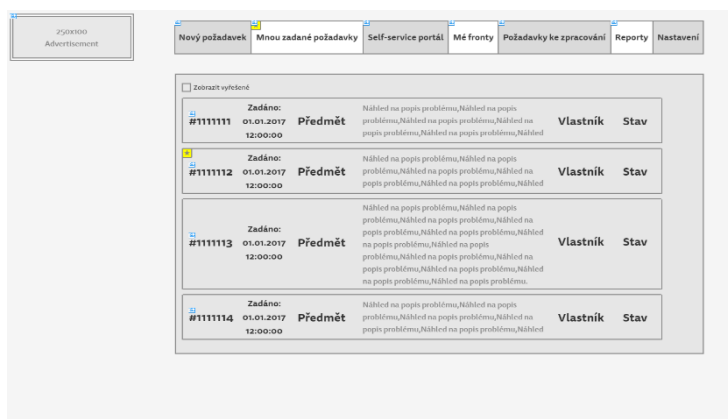 250x100
Advertisement
Nový požadavek
Mnou zadané požadavky
Self-service portál
Mé fronty
Požadavky ke zpracování
Reporty
Nastavení
Zobrazit vyřešené
#1111111
Zadáno:
01.01.2017
12:00:00
Předmět
Náhled na popis problému,Náhled na popis
problému,Náhled na popis problému,Náhled na
popis problému,Náhled na popis problému,Náhled
Vlastník
Stav
#1111112
Zadáno:
01.01.2017
12:00:00
Předmět
Náhled na popis problému,Náhled na popis
problému,Náhled na popis problému,Náhled na
popis problému,Náhled na popis problému,Náhled
Vlastník
Stav
#1111113
Zadáno:
01.01.2017
12:00:00
Předmět
Náhled na popis problému,Náhled na popis
problému,Náhled na popis problému,Náhled na
popis problému,Náhled na popis problému,Náhled
na popis problému,Náhled na popis
problému,Náhled na popis problému,Náhled na
popis problému,Náhled na popis problému,Náhled
na popis problému,Náhled na popis problému.
Vlastník
Stav
#1111114
Zadáno:
01.01.2017
12:00:00
Předmět
Náhled na popis problému,Náhled na popis
problému,Náhled na popis problému,Náhled na
popis problému,Náhled na popis problému,Náhled
Vlastník
Stav